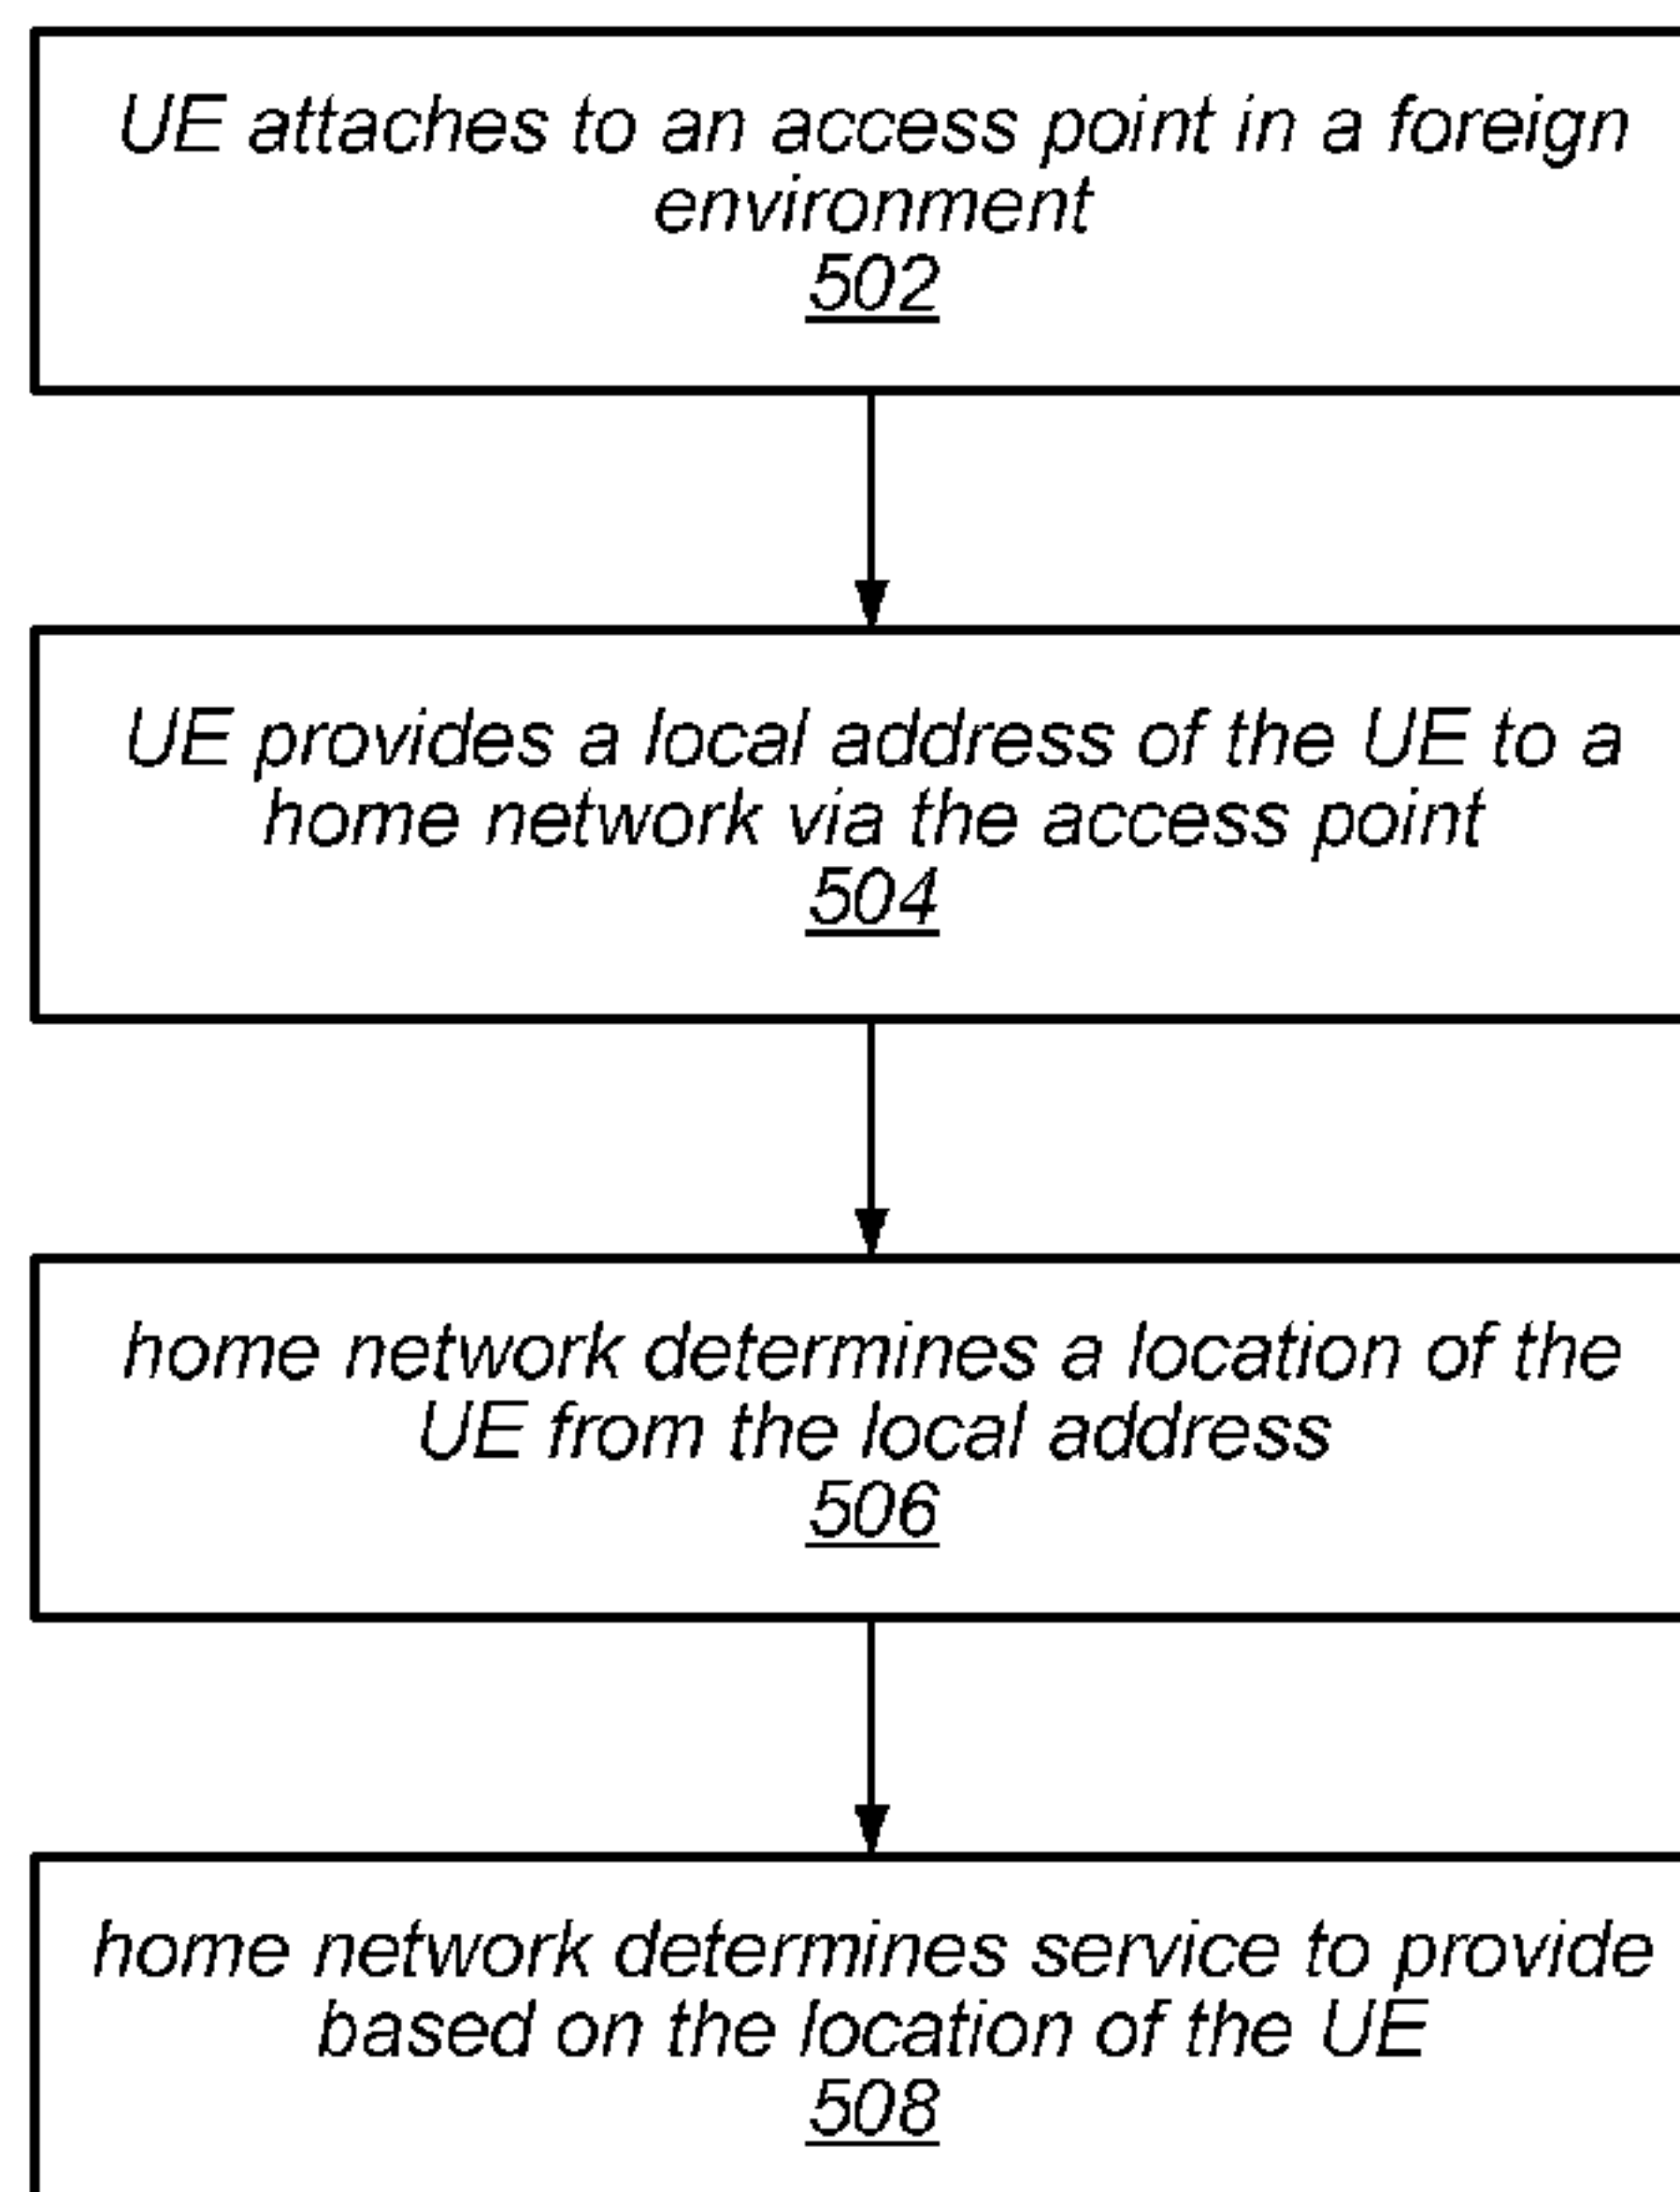 UE attaches to an access point in a foreign
environment
502
UE provides a local address of the UE to a
home network via the access point
504
home network determines a location of the
UE from the local address
506
home network determines service to provide
based on the location of the UE
508